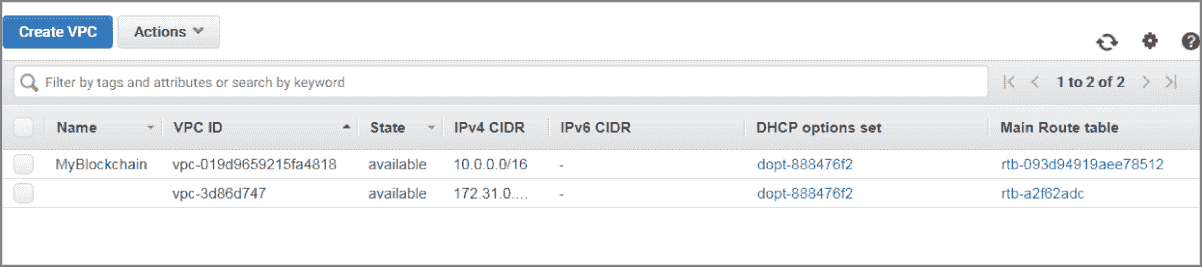 Create VPC Actions
Filter by tags and attributes or search by keyword 1 to 2 of 2
Name VPC ID State IPv4 CIDR IPv6 CIDR DHCP options set Main Route table
MyBlockchain vpc-019d9659215fa4818 available 10.0.0.0/16 - dopt-888476f2 rtb-093d94919aee78512
vpc-3d86d747 available 172.31.0.... - dopt-888476f2 rtb-a2f62adc